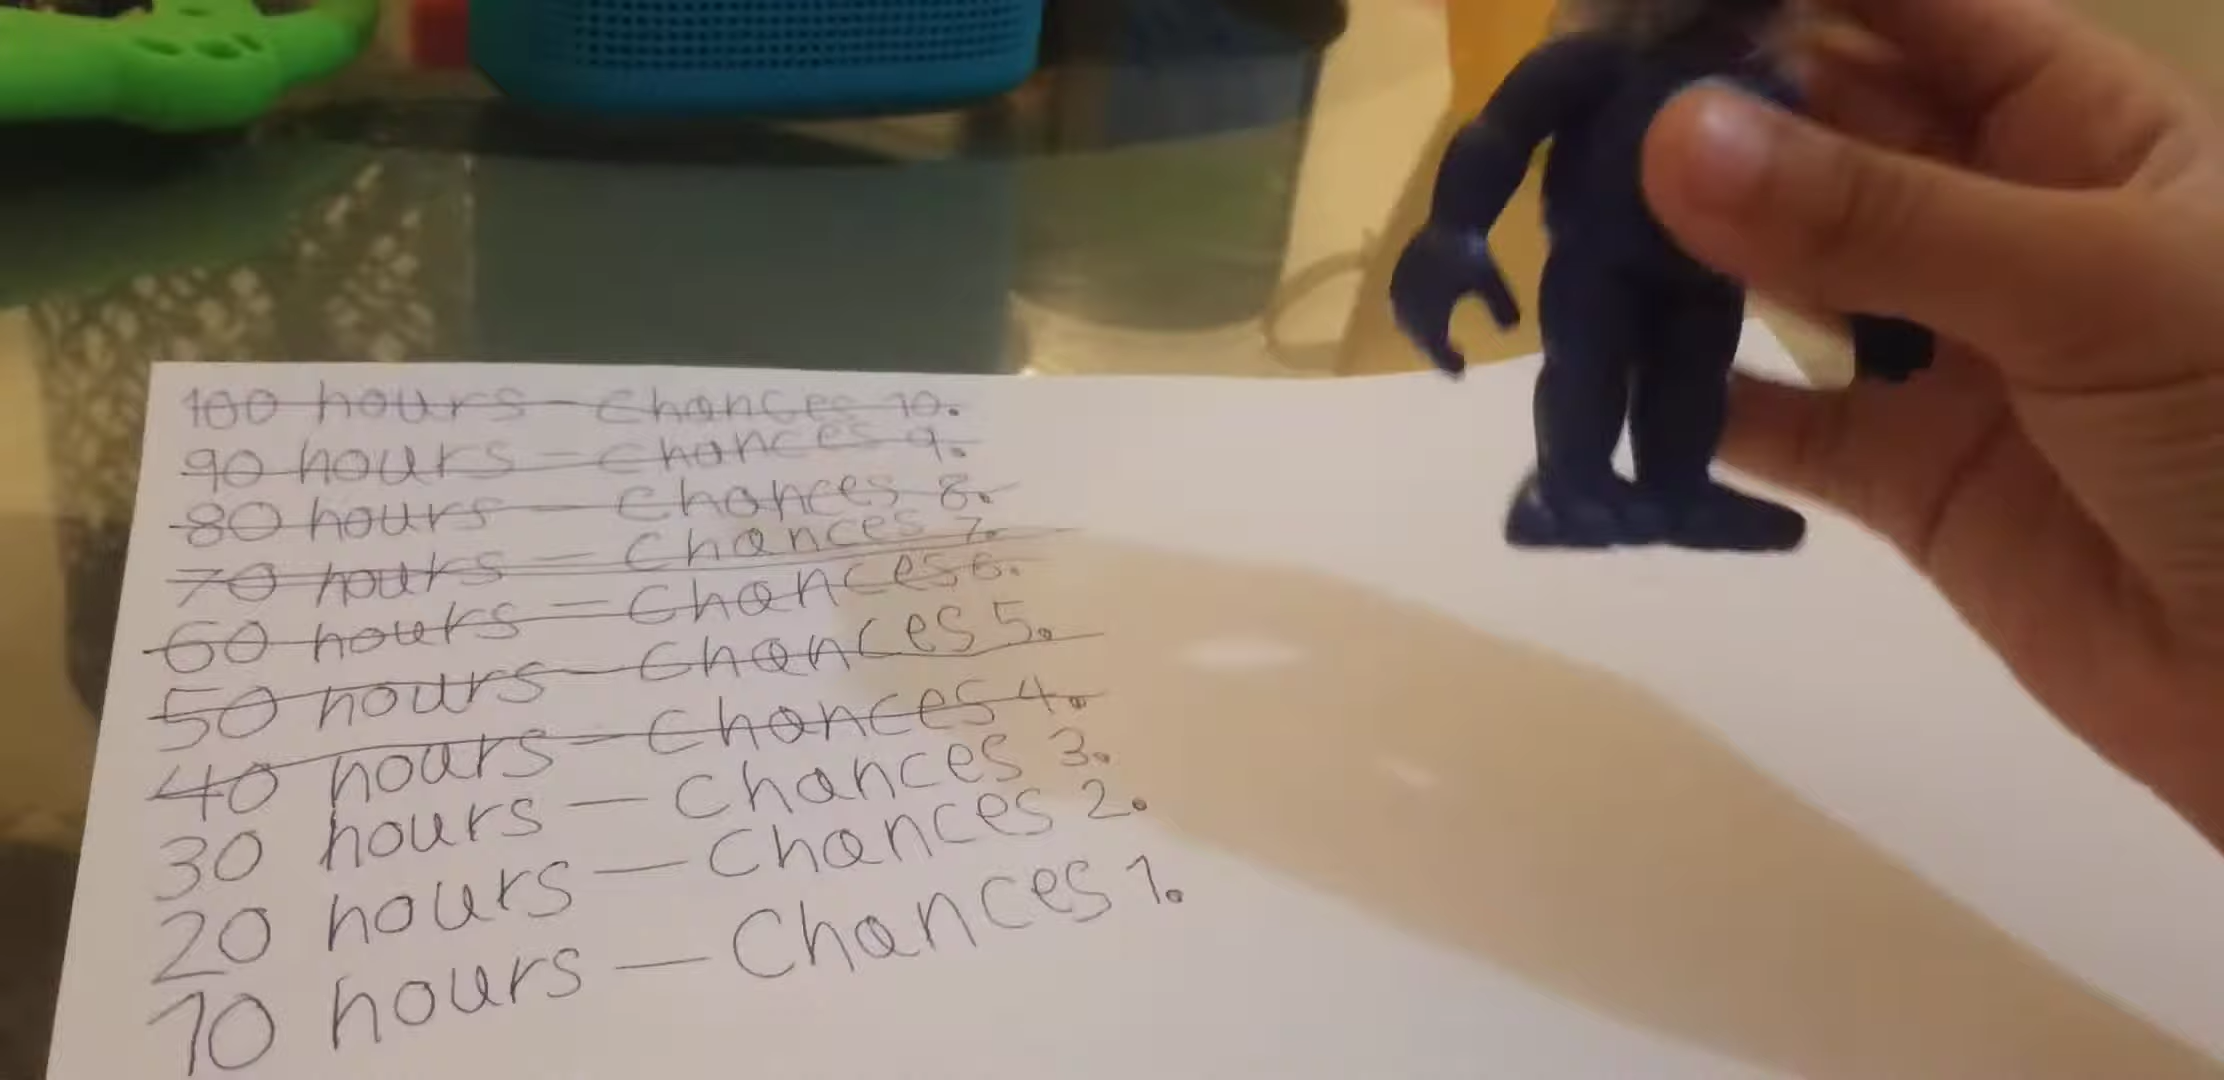 100 hours - Chances 10.
90 hours - Chances 9.
80 hours - Chances 8.
70 hours - Chances 7.
60 hours - Chances 6.
50 hours - Chances 5.
40 hours - Chances 4.
30 hours - Chances 3.
20 hours - Chances 2.
10 hours - Chances 1.